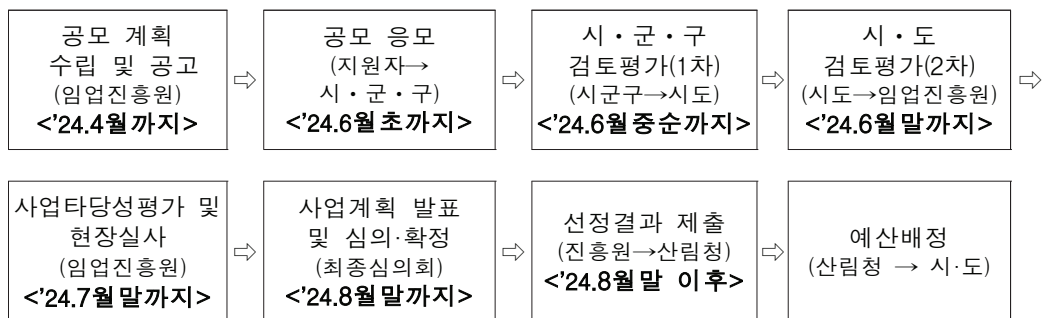 공모 계획
수립 및 공고
(임업진흥원)
<'24.4월까지>
⇨
공모 응모
(지원자→
시・군・구)
<'24.6월초까지>
⇨
시・군・구
검토평가(1차)
(시군구→시도)
<'24.6월중순까지>
⇨
시・도
검토평가(2차)
(시도→임업진흥원)
<'24.6월말까지>
⇨
사업타당성평가 및
현장실사
(임업진흥원)
<'24.7월말까지>
⇨
사업계획 발표
및 심의·확정
(최종심의회)
<'24.8월말까지>
⇨
선정결과 제출
(진흥원→산림청)
<'24.8월말 이후>
⇨
예산배정
(산림청 → 시·도)